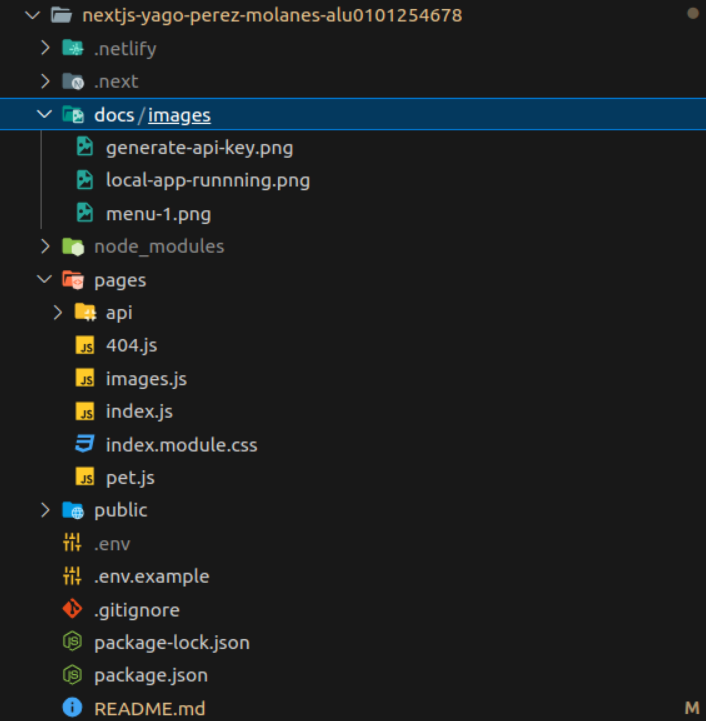 nextjs-yago-perez-molanes-alu0101254678
.netlify
.next
docs/images
generate-api-key.png
local-app-runnning.png
menu-1.png
node_modules
pages
api
JS 404.js
JS images.js
JS index.js
index.module.css
JS pet.js
public
.env
.env.example
.gitignore
package-lock.json
package.json
README.md M